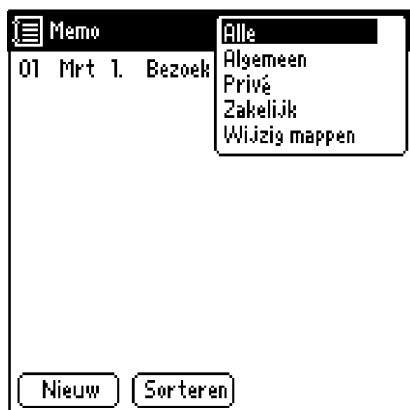 Memo
Alle
Algemeen
Privé
Zakelijk
Wijzig mappen
01 Mrt 1. Bezoek
Nieuw
Sorteren